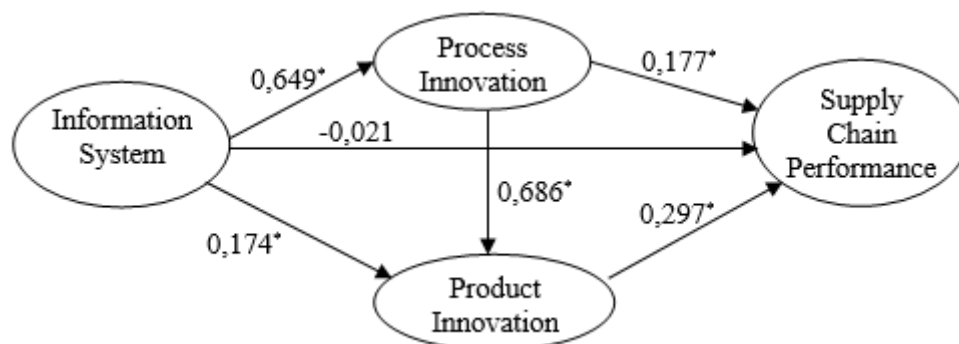 Process
Innovation
0,649*
0,177*
Information
System
-0,021
Supply
Chain
Performance
0,686*
0,174*
0,297*
Product
Innovation